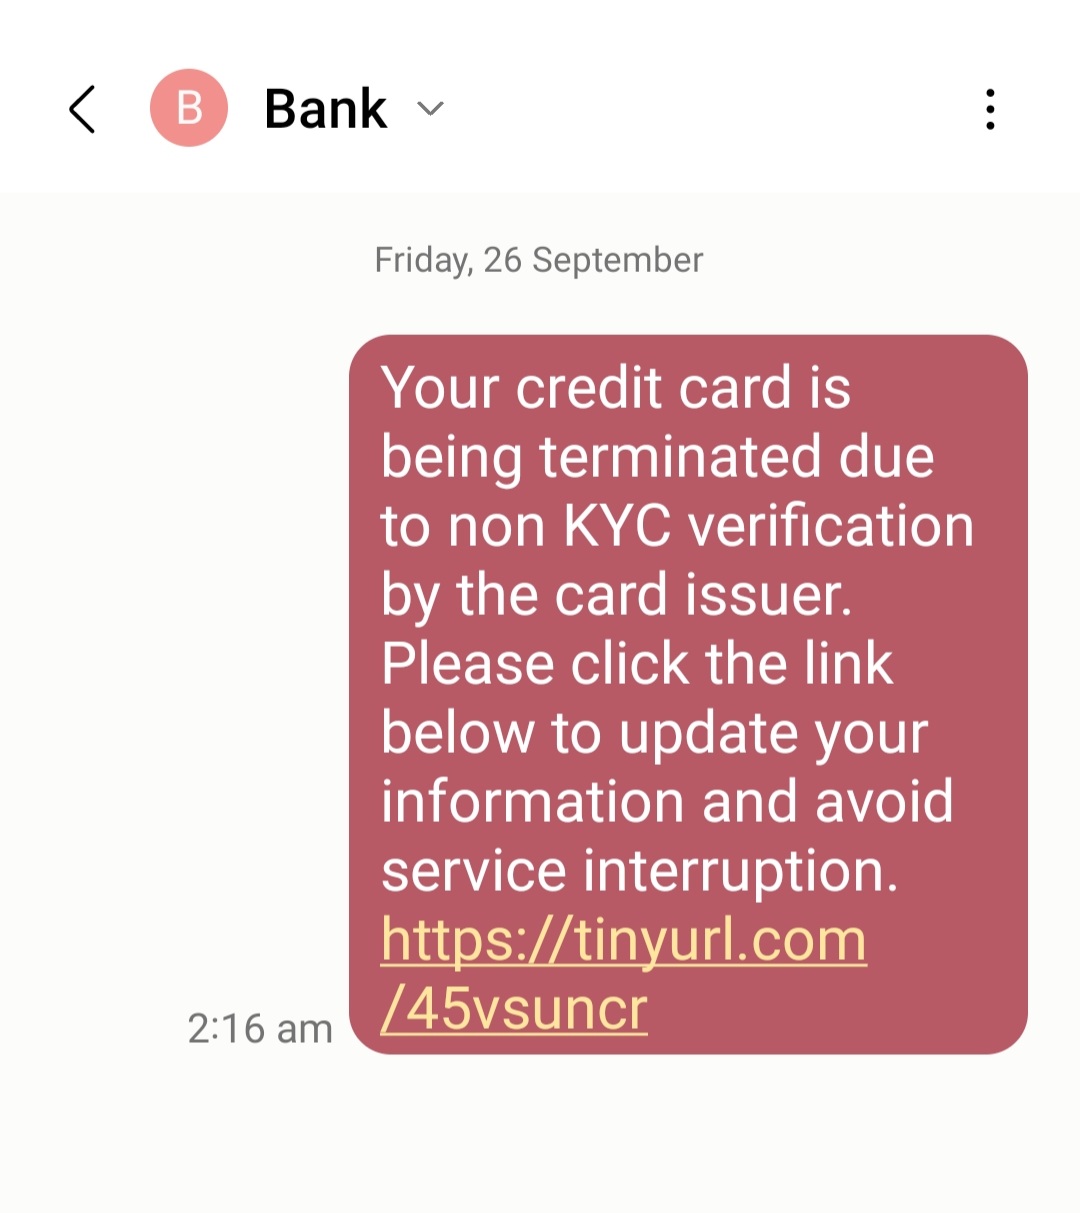 B
Bank
Friday, 26 September
Your credit card is
being terminated due
to non KYC verification
by the card issuer.
Please click the link
below to update your
information and avoid
service interruption.
https://tinyurl.com
/45vsuncr
2:16 am